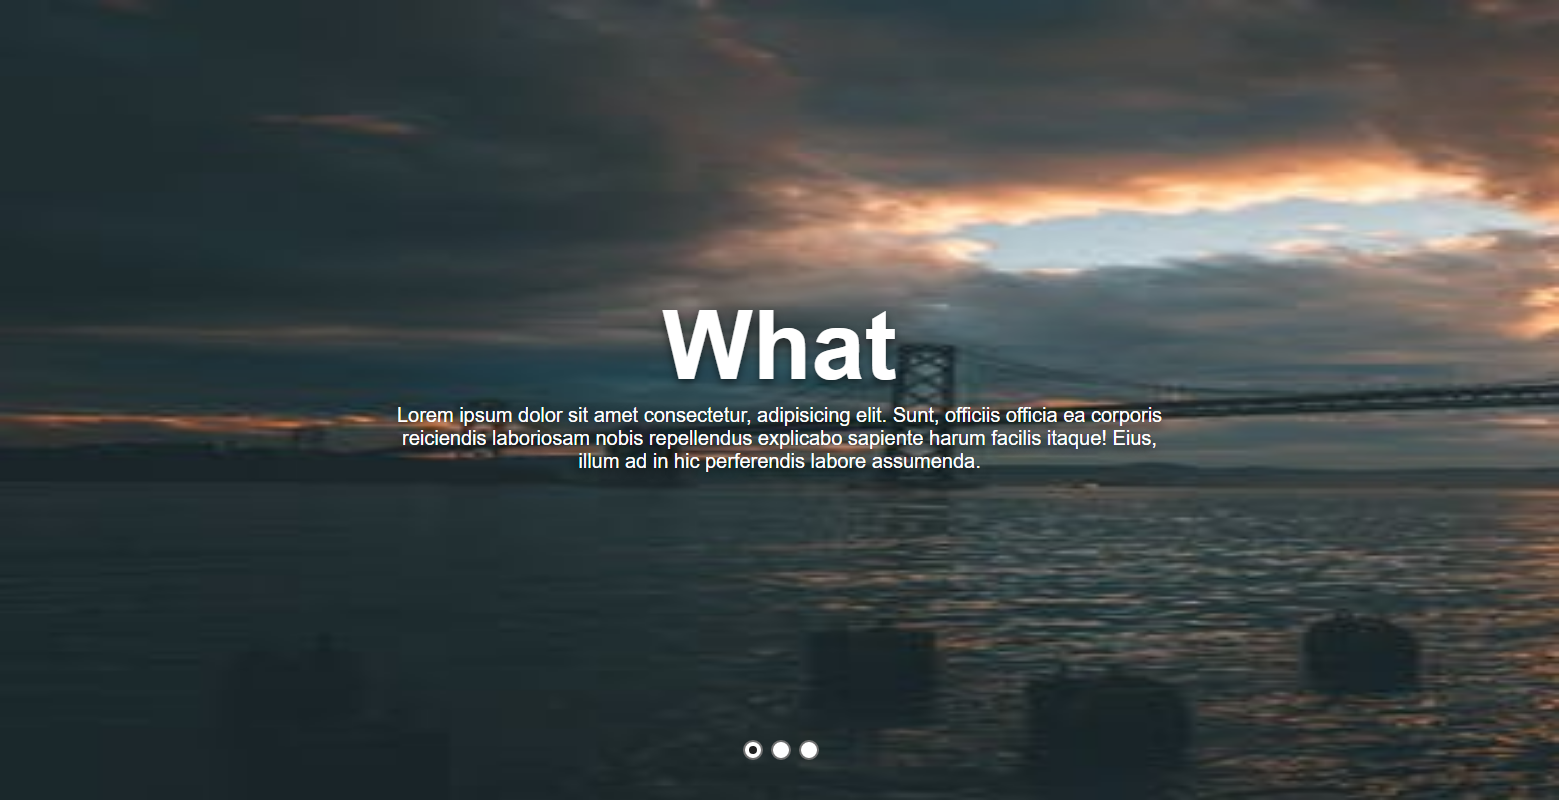 What
Lorem ipsum dolor sit amet consectetur, adipisicing elit. Sunt, officiis officia ea corporis
reiciendis laboriosam nobis repellendus explicabo sapiente harum facilis itaque! Eius,
illum ad in hic perferendis labore assumenda.